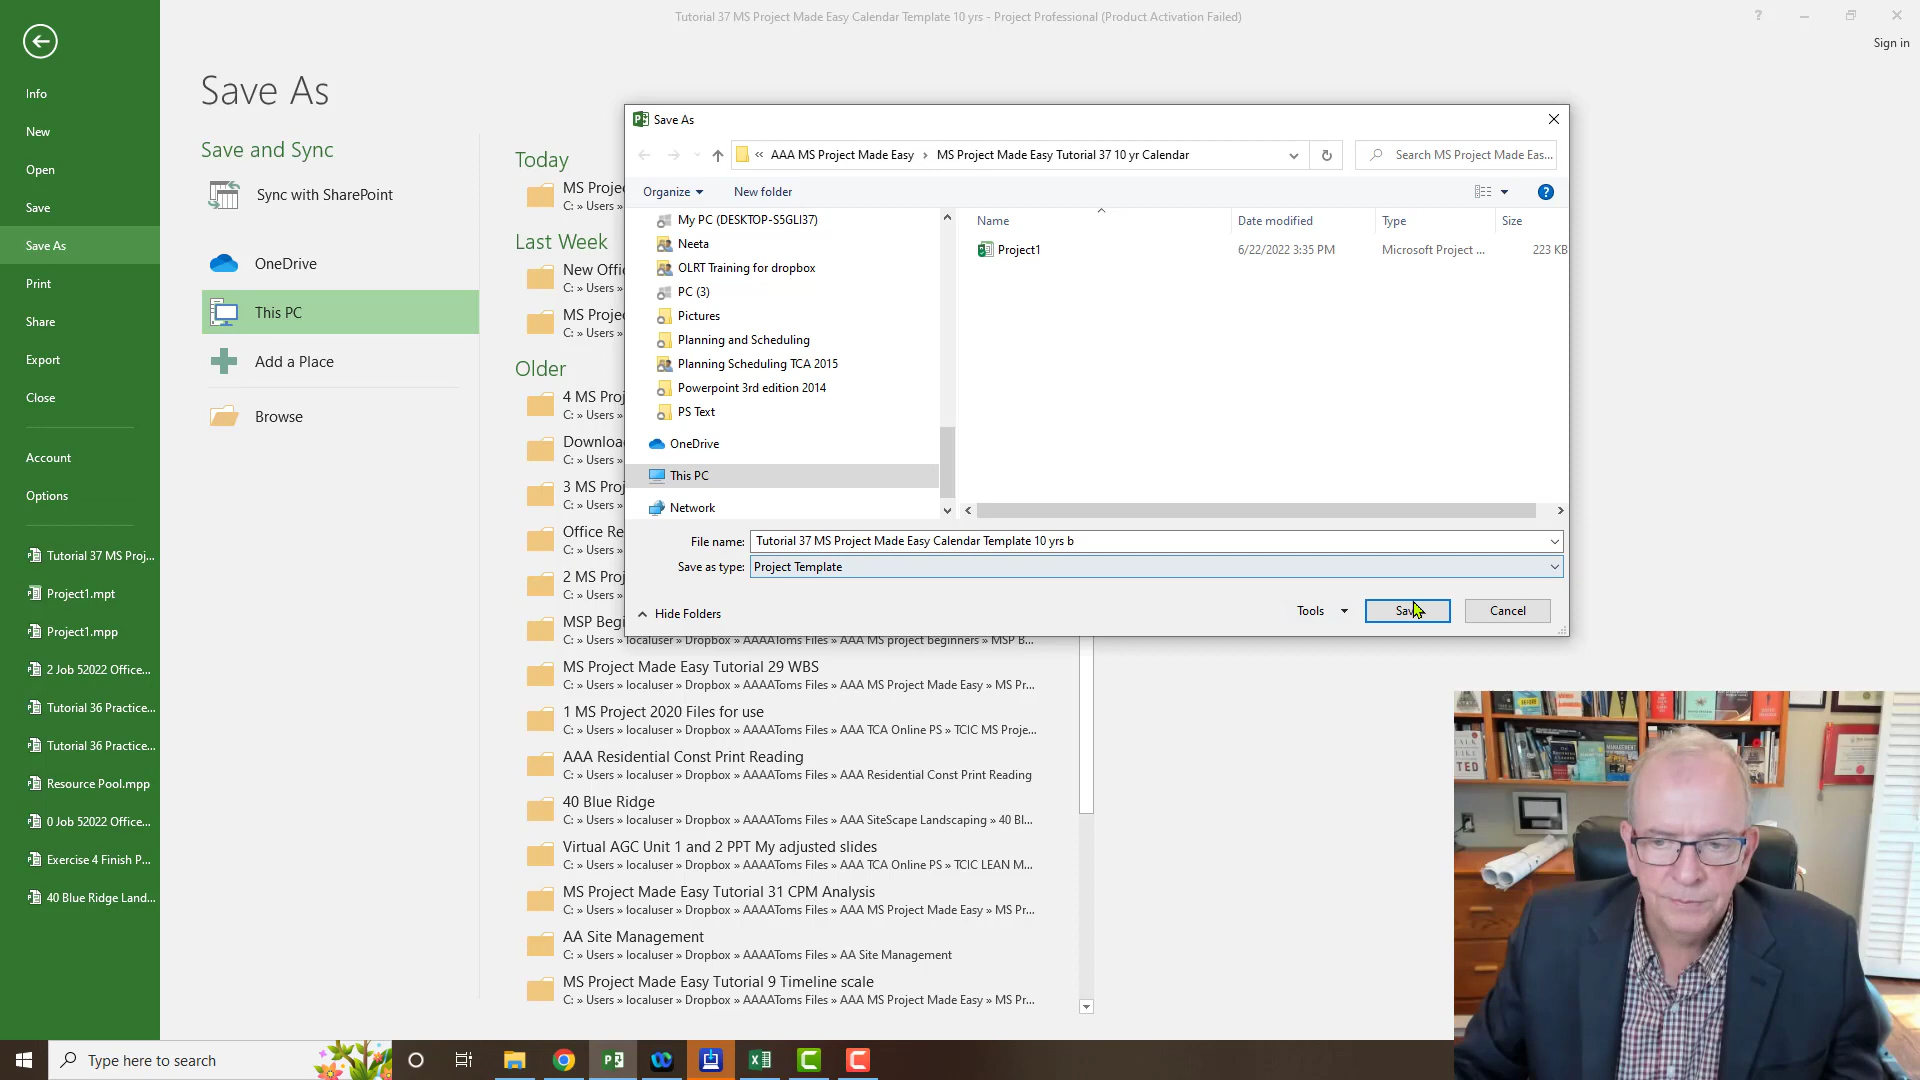 Tutorial 37 MS Project Made Easy Calendar Template 10 yrs - Project Professional (Product Activation Failed)
?
Sign in
Info
New
Open
Save
Save As
Print
Share
Export
Close
Account
Options
Tutorial 37 MS Proj...
Project1.mpt
Project1.mpp
2 Job 52022 Office...
Tutorial 36 Practice...
Tutorial 36 Practice...
Resource Pool.mpp
0 Job 52022 Office...
Exercise 4 Finish P...
40 Blue Ridge Land...
Save As
Save and Sync
Sync with SharePoint
OneDrive
This PC
Add a Place
Browse
Today
MS Proje
C: » Users »
Last Week
New Offi
C: » Users »
MS Proje
C: » Users »
Older
4 MS Proj
C: » Users »
Downloa
C: » Users »
3 MS Proj
C: » Users »
Office Re
C: » Users »
2 MS Proj
C: » Users »
MSP Begi
C: » Users » localuser » Dropbox » AAAAToms Files » AAA MS project beginners » MSP B...
MS Project Made Easy Tutorial 29 WBS
C: » Users » localuser » Dropbox » AAAAToms Files » AAA MS Project Made Easy » MS Pr...
1 MS Project 2020 Files for use
C: » Users » localuser » Dropbox » AAAAToms Files » AAA TCA Online PS » TCIC MS Proje...
AAA Residential Const Print Reading
C: » Users » localuser » Dropbox » AAAAToms Files » AAA Residential Const Print Reading
40 Blue Ridge
C: » Users » localuser » Dropbox » AAAAToms Files » AAA SiteScape Landscaping » 40 Bl...
Virtual AGC Unit 1 and 2 PPT My adjusted slides
C: » Users » localuser » Dropbox » AAAAToms Files » AAA TCA Online PS » TCIC LEAN M...
MS Project Made Easy Tutorial 31 CPM Analysis
C: » Users » localuser » Dropbox » AAAAToms Files » AAA MS Project Made Easy » MS Pr...
AA Site Management
C: » Users » localuser » Dropbox » AAAAToms Files » AA Site Management
MS Project Made Easy Tutorial 9 Timeline scale
C: » Users » localuser » Dropbox » AAAAToms Files » AAA MS Project Made Easy » MS Pr...
Save As
« AAA MS Project Made Easy › MS Project Made Easy Tutorial 37 10 yr Calendar
Search MS Project Made Eas...
Organize New folder
?
My PC (DESKTOP-S5GLI37)
Neeta
OLRT Training for dropbox
PC (3)
Pictures
Planning and Scheduling
Planning Scheduling TCA 2015
Powerpoint 3rd edition 2014
PS Text
OneDrive
This PC
Network
Name Date modified Type Size
Project1 6/22/2022 3:35 PM Microsoft Project ... 223 KB
File name: Tutorial 37 MS Project Made Easy Calendar Template 10 yrs b
Save as type: Project Template
Hide Folders
Tools
Save
Cancel
Type here to search